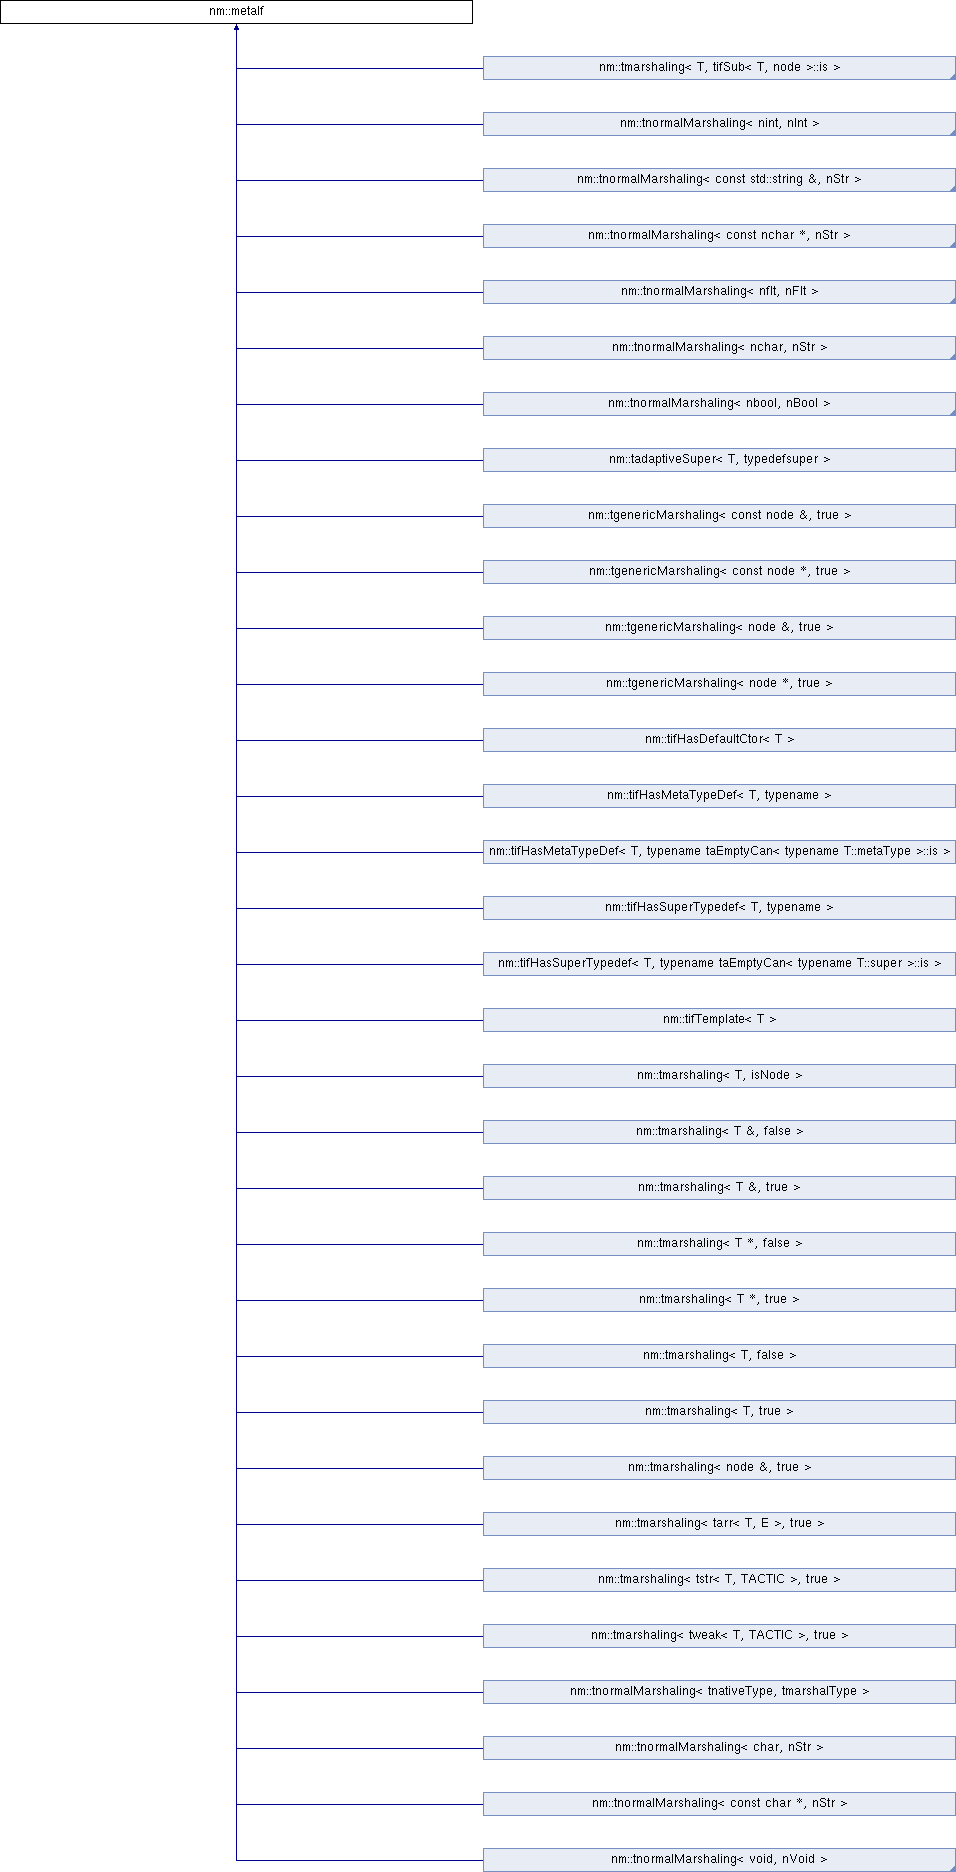 nm::metaIf
nm::tmarshaling< T, tifSub< T, node >::is >
nm::tnormalMarshaling< nint, nInt >
nm::tnormalMarshaling< const std::string &, nStr >
nm::tnormalMarshaling< const nchar *, nStr >
nm::tnormalMarshaling< nflt, nFlt >
nm::tnormalMarshaling< nchar, nStr >
nm::tnormalMarshaling< nbool, nBool >
nm::tadaptiveSuper< T, typedefsuper >
nm::tgenericMarshaling< const node &, true >
nm::tgenericMarshaling< const node *, true >
nm::tgenericMarshaling< node &, true >
nm::tgenericMarshaling< node *, true >
nm::tifHasDefaultCtor< T >
nm::tifHasMetaTypeDef< T, typename >
nm::tifHasMetaTypeDef< T, typename taEmptyCan< typename T::metaType >::is >
nm::tifHasSuperTypedef< T, typename >
nm::tifHasSuperTypedef< T, typename taEmptyCan< typename T::super >::is >
nm::tifTemplate< T >
nm::tmarshaling< T, isNode >
nm::tmarshaling< T &, false >
nm::tmarshaling< T &, true >
nm::tmarshaling< T *, false >
nm::tmarshaling< T *, true >
nm::tmarshaling< T, false >
nm::tmarshaling< T, true >
nm::tmarshaling< node &, true >
nm::tmarshaling< tarr< T, E >, true >
nm::tmarshaling< tstr< T, TACTIC >, true >
nm::tmarshaling< tweak< T, TACTIC >, true >
nm::tnormalMarshaling< tnativeType, tmarshalType >
nm::tnormalMarshaling< char, nStr >
nm::tnormalMarshaling< const char *, nStr >
nm::tnormalMarshaling< void, nVoid >